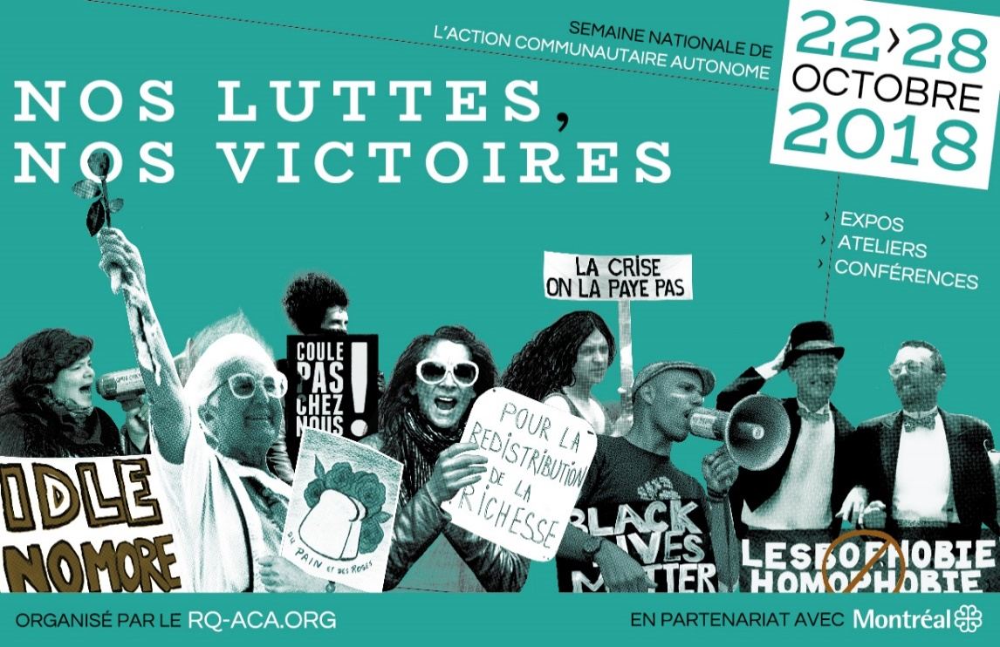 SEMAINE NATIONALE DE
L'ACTION COMMUNAUTAIRE AUTONOME
22>28
OCTOBRE
2018
NOS LUTTES,
NOS VICTOIRES
> EXPOS
> ATELIERS
> CONFÉRENCES
LA CRISE
ON LA PAYE PAS
COULE
PAS
CHEZ
NOUS
!
POUR LA
REDISTRIBUTION
DE LA
RICHESSE
IDLE
NO MORE
DU PAIN ET DES ROSES
BLACK
LIVES
MATTER
LESBOPHOBIE
HOMOPHOBIE
ORGANISÉ PAR LE RQ-ACA.ORG
EN PARTENARIAT AVEC Montréal